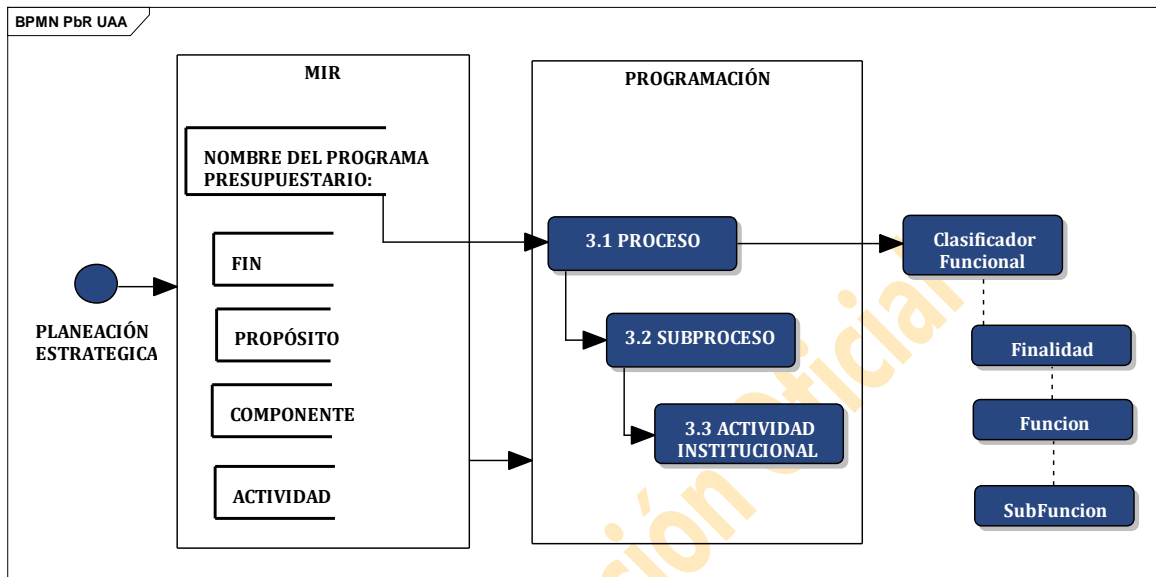 BPMN PbR UAA
MIR
NOMBRE DEL PROGRAMA
PRESUPUESTARIO:
FIN
PROPÓSITO
COMPONENTE
ACTIVIDAD
PLANEACIÓN
ESTRATEGICA
PROGRAMACIÓN
3.1 PROCESO
3.2 SUBPROCESO
3.3 ACTIVIDAD
INSTITUCIONAL
Clasificador
Funcional
Finalidad
Funcion
SubFuncion